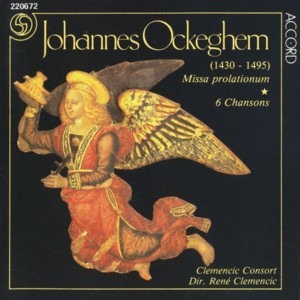 220672
Johannes Ockeghem
(1430 - 1495)
Missa prolationum
★
6 Chansons
ACCORD
Clemencic Consort
Dir. René Clemencic